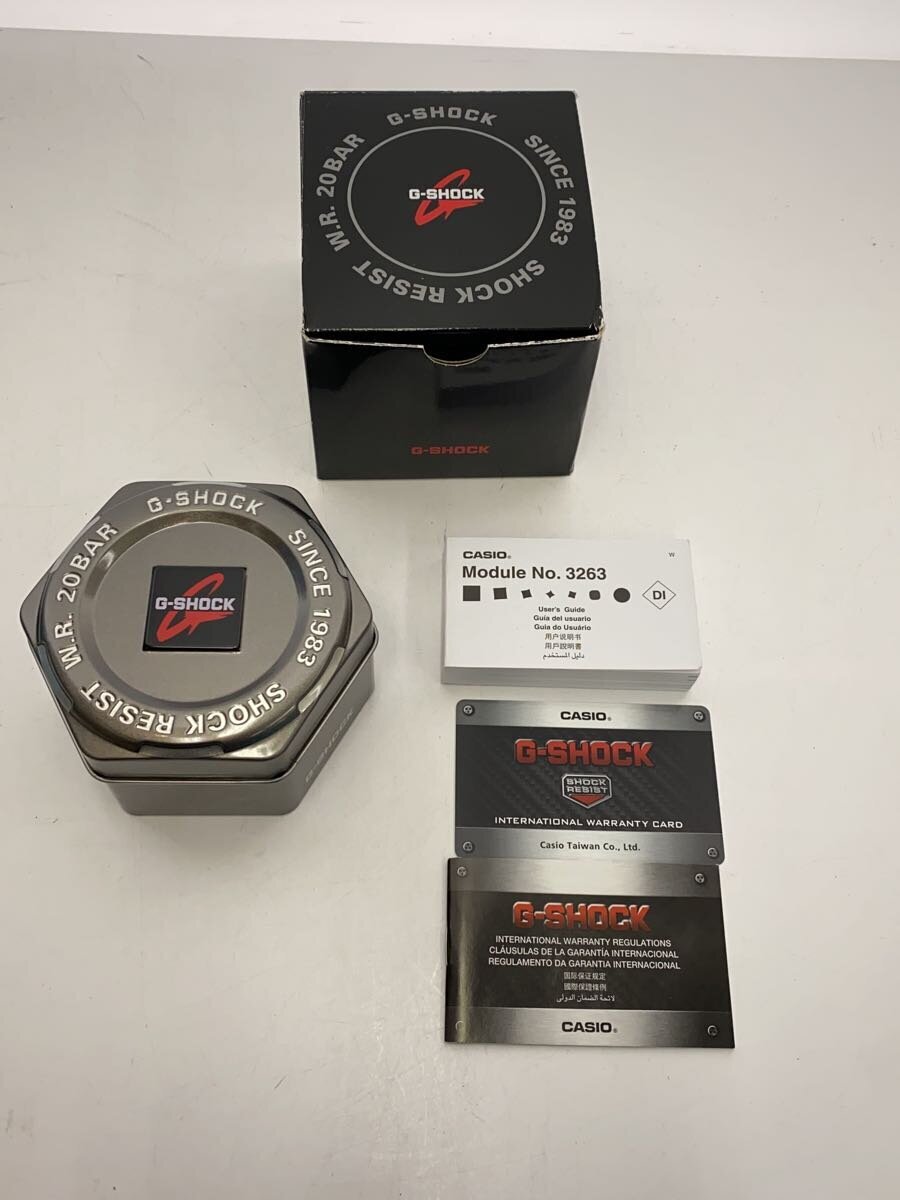 G-SHOCK SINCE 1983 SHOCK RESIST W.R. 20BAR
G-SHOCK
G-SHOCK
G-SHOCK SINCE 1983 SHOCK RESIST W.R. 20BAR
G-SHOCK
G-SHOCK
CASIO®
W
Module No. 3263
DI
User's Guide
Guía del usuario
Guia do Usuário
用户说明书
用戶說明書
دليل المستخدم
CASIO®
G-SHOCK
SHOCK
RESIST
INTERNATIONAL WARRANTY CARD
Casio Taiwan Co., Ltd.
G-SHOCK
INTERNATIONAL WARRANTY REGULATIONS
CLÁUSULAS DE LA GARANTÍA INTERNACIONAL
REGULAMENTO DA GARANTIA INTERNACIONAL
国际保证规定
國際保證條例
لائحة الضمان الدولي
CASIO®